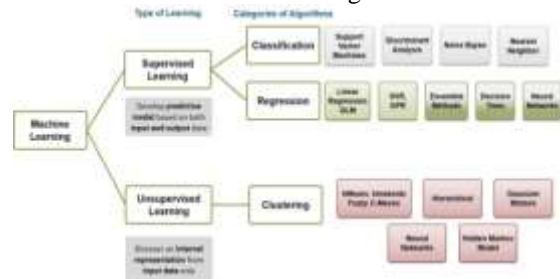 Type of Learning
Categories of Algorithms
Machine
Learning
Supervised
Learning
Develop predictive
model based on both
input and output data
Classification
Support
Vector
Machines
Discriminant
Analysis
Naive Bayes
Nearest
Neighbor
Regression
Linear
Regression
GLM
SVR,
GPR
Ensemble
Methods
Decision
Trees
Neural
Networks
Unsupervised
Learning
Discover an internal
representation from
input data only
Clustering
Fuzzy C-Means
Hierarchical
Gaussian
Mixture
Neural
Networks
Hidden Markov
Model